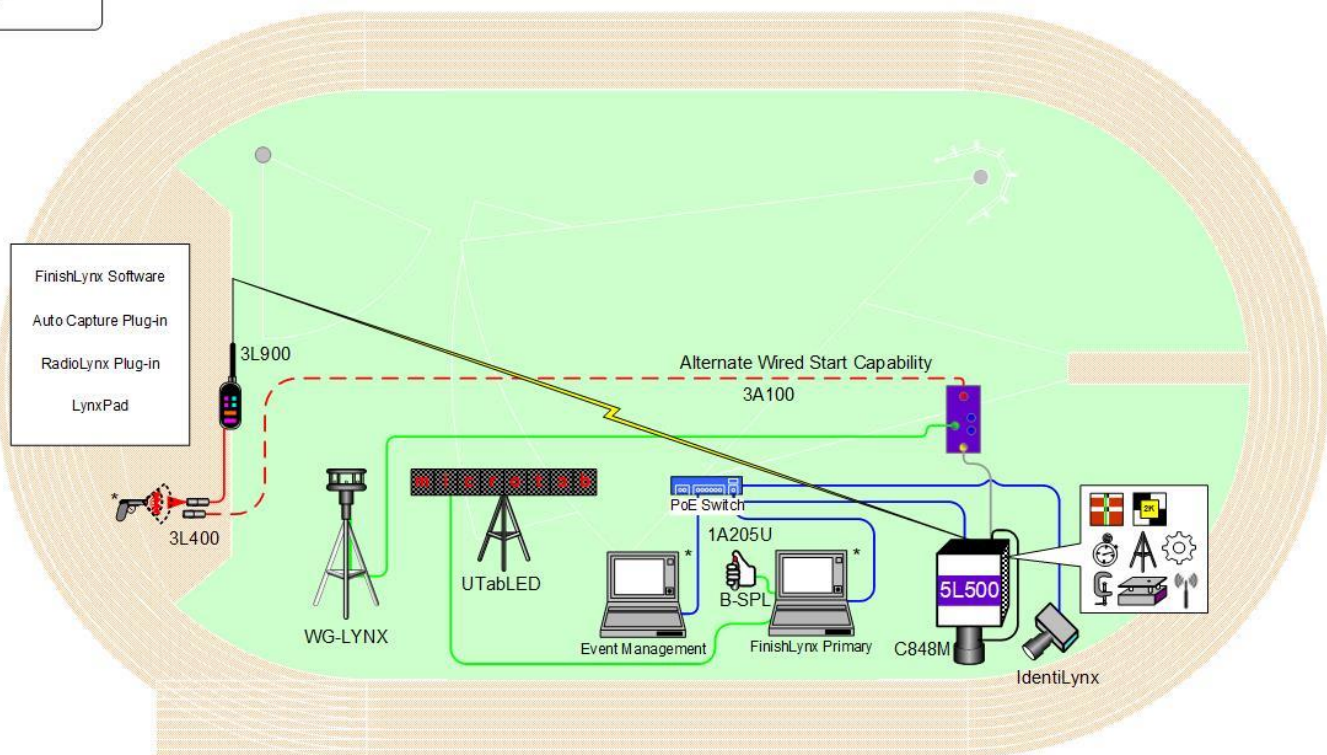 FinishLynx Software
Auto Capture Plug-in
RadioLynx Plug-in
LynxPad
3L900
Alternate Wired Start Capability
3A100
*
3L400
WG-LYNX
microtab
UTabLED
PoE Switch
1A205U
B-SPL
*
Event Management
*
FinishLynx Primary
5L500
C848M
2K
IdentiLynx